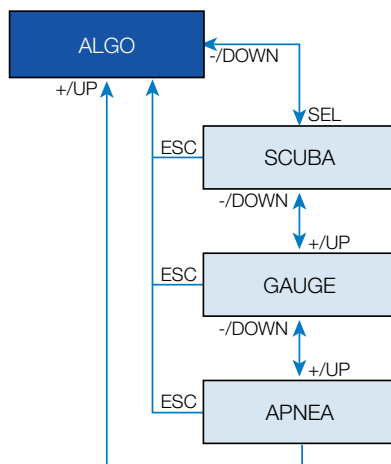 ALGO
-/DOWN
+/UP
SEL
ESC
SCUBA
-/DOWN
+/UP
ESC
GAUGE
-/DOWN
+/UP
ESC
APNEA